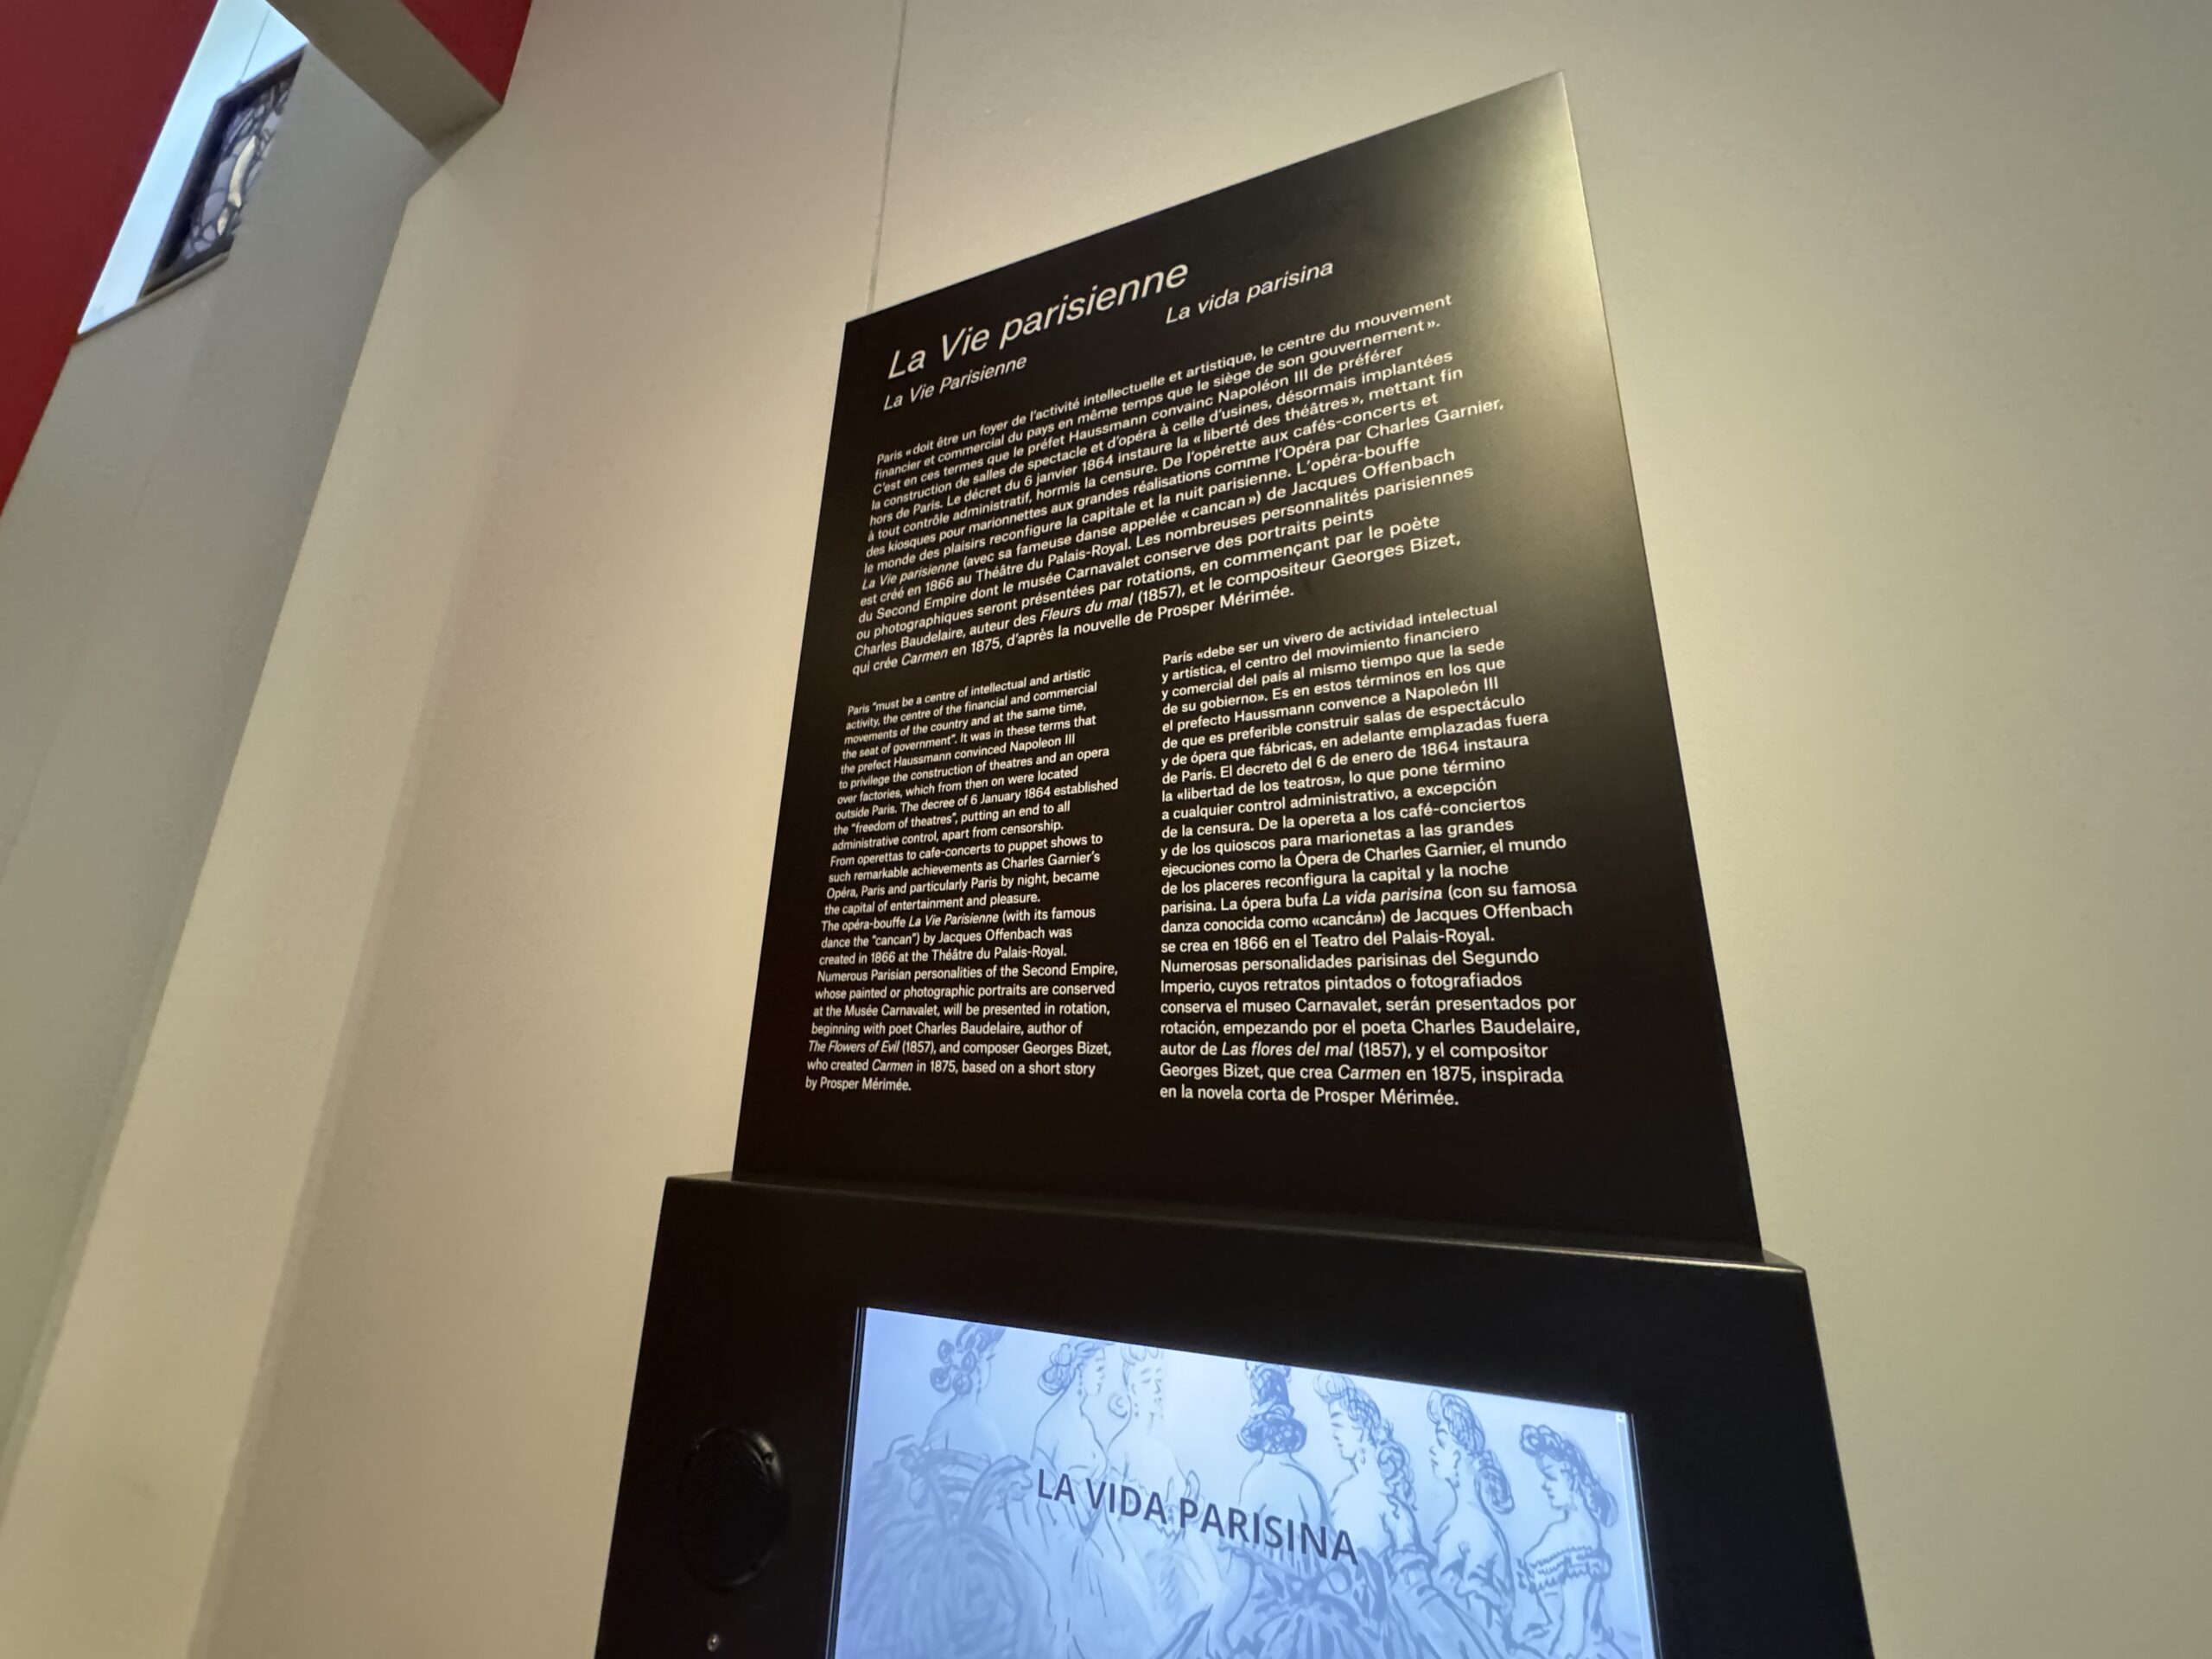 La Vie parisienne
La Vie Parisienne
La vida parisina
Paris « doit être un foyer de l'activité intellectuelle et artistique, le centre du mouvement
financier et commercial du pays en même temps que le siège de son gouvernement ».
C'est en ces termes que le préfet Haussmann convainc Napoléon III de préférer
la construction de salles de spectacle et d'opéra à celle d'usines, désormais implantées
hors de Paris. Le décret du 6 janvier 1864 instaure la « liberté des théâtres », mettant fin
à tout contrôle administratif, hormis la censure. De l'opérette aux cafés-concerts et
des kiosques pour marionnettes aux grandes réalisations comme l'Opéra par Charles Garnier,
le monde des plaisirs reconfigure la capitale et la nuit parisienne. L'opéra-bouffe
La Vie parisienne (avec sa fameuse danse appelée « cancan ») de Jacques Offenbach
est créé en 1866 au Théâtre du Palais-Royal. Les nombreuses personnalités parisiennes
du Second Empire dont le musée Carnavalet conserve des portraits peints
ou photographiques seront présentées par rotations, en commençant par le poète
Charles Baudelaire, auteur des Fleurs du mal (1857), et le compositeur Georges Bizet,
qui crée Carmen en 1875, d'après la nouvelle de Prosper Mérimée.
Paris "must be a centre of intellectual and artistic
activity, the centre of the financial and commercial
movements of the country and at the same time,
the seat of government". It was in these terms that
the prefect Haussmann convinced Napoleon III
to privilege the construction of theatres and an opera
over factories, which from then on were located
outside Paris. The decree of 6 January 1864 established
the "freedom of theatres", putting an end to all
administrative control, apart from censorship.
From operettas to cafe-concerts to puppet shows to
such remarkable achievements as Charles Garnier's
Opéra, Paris and particularly Paris by night, became
the capital of entertainment and pleasure.
The opéra-bouffe La Vie Parisienne (with its famous
dance the "cancan") by Jacques Offenbach was
created in 1866 at the Théâtre du Palais-Royal.
Numerous Parisian personalities of the Second Empire,
whose painted or photographic portraits are conserved
at the Musée Carnavalet, will be presented in rotation,
beginning with poet Charles Baudelaire, author of
The Flowers of Evil (1857), and composer Georges Bizet,
who created Carmen in 1875, based on a short story
by Prosper Mérimée.
París «debe ser un vivero de actividad intelectual
y artística, el centro del movimiento financiero
y comercial del país al mismo tiempo que la sede
de su gobierno». Es en estos términos en los que
el prefecto Haussmann convence a Napoleón III
de que es preferible construir salas de espectáculo
y de ópera que fábricas, en adelante emplazadas fuera
de París. El decreto del 6 de enero de 1864 instaura
la «libertad de los teatros», lo que pone término
a cualquier control administrativo, a excepción
de la censura. De la opereta a los café-conciertos
y de los quioscos para marionetas a las grandes
ejecuciones como la Ópera de Charles Garnier, el mundo
de los placeres reconfigura la capital y la noche
parisina. La ópera bufa La vida parisina (con su famosa
danza conocida como «cancán») de Jacques Offenbach
se crea en 1866 en el Teatro del Palais-Royal.
Numerosas personalidades parisinas del Segundo
Imperio, cuyos retratos pintados o fotografiados
conserva el museo Carnavalet, serán presentados por
rotación, empezando por el poeta Charles Baudelaire,
autor de Las flores del mal (1857), y el compositor
Georges Bizet, que crea Carmen en 1875, inspirada
en la novela corta de Prosper Mérimée.
LA VIDA PARISINA